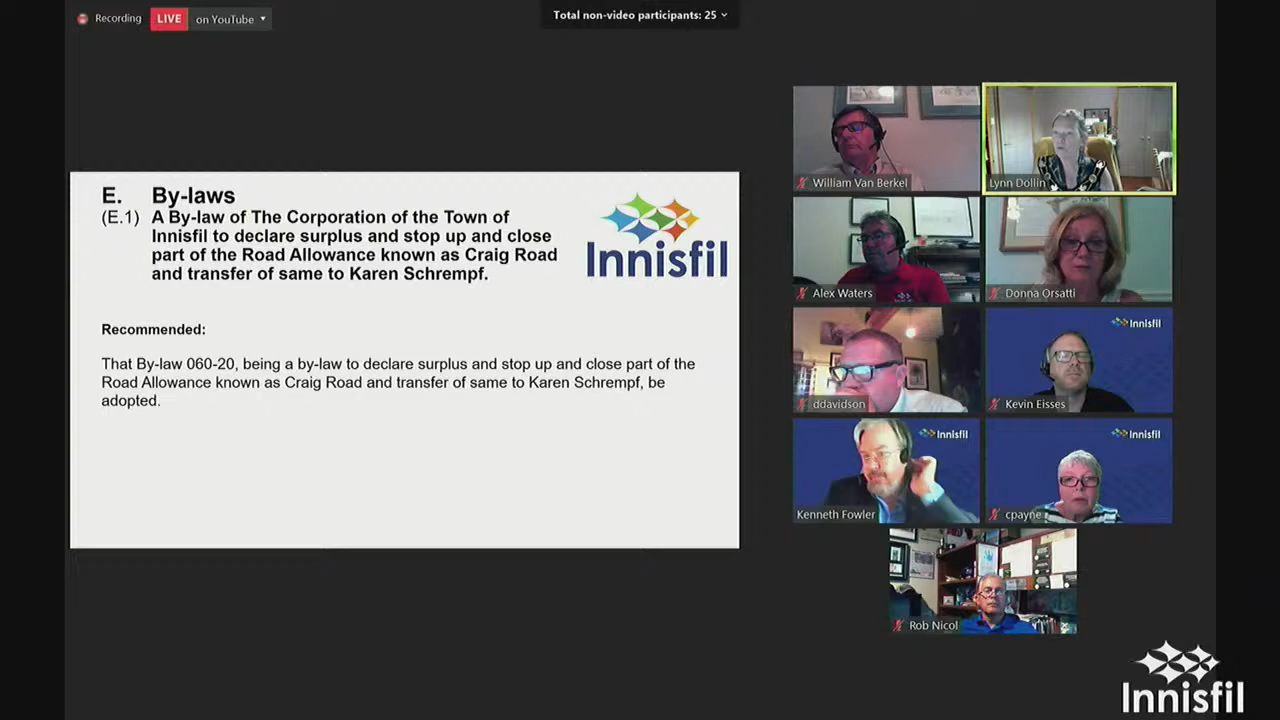 Recording
LIVE on YouTube
Total non-video participants: 25
E. By-laws
(E.1) A By-law of The Corporation of the Town of
Innisfil to declare surplus and stop up and close
part of the Road Allowance known as Craig Road
and transfer of same to Karen Schrempf.
Innisfil
Recommended:
That By-law 060-20, being a by-law to declare surplus and stop up and close part of the
Road Allowance known as Craig Road and transfer of same to Karen Schrempf, be
adopted.
William Van Berkel
Lynn Dollin
Alex Waters
Donna Orsatti
ddavidson
Innisfil
Kevin Eisses
Innisfil
Kenneth Fowler
Innisfil
cpayne
Rob Nicol
Innisfil